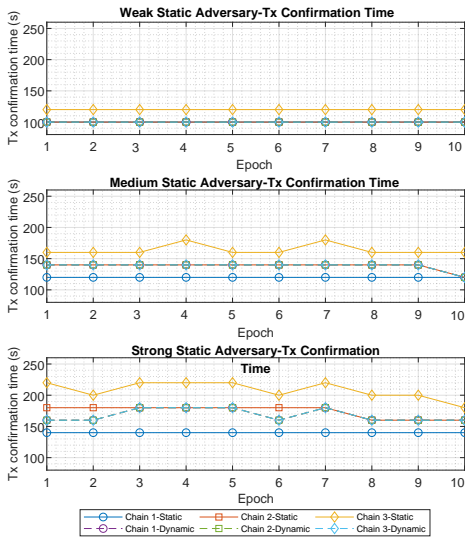 Weak Static Adversary-Tx Confirmation Time
Tx confirmation time (s)
250
200
150
100
1 2 3 4 5 6 7 8 9 10
Epoch
Medium Static Adversary-Tx Confirmation Time
Tx confirmation time (s)
250
200
150
100
1 2 3 4 5 6 7 8 9 10
Epoch
Strong Static Adversary-Tx Confirmation
Time
Tx confirmation time (s)
250
200
150
100
1 2 3 4 5 6 7 8 9 10
Epoch
Chain 1-Static Chain 2-Static Chain 3-Static
Chain 1-Dynamic Chain 2-Dynamic Chain 3-Dynamic